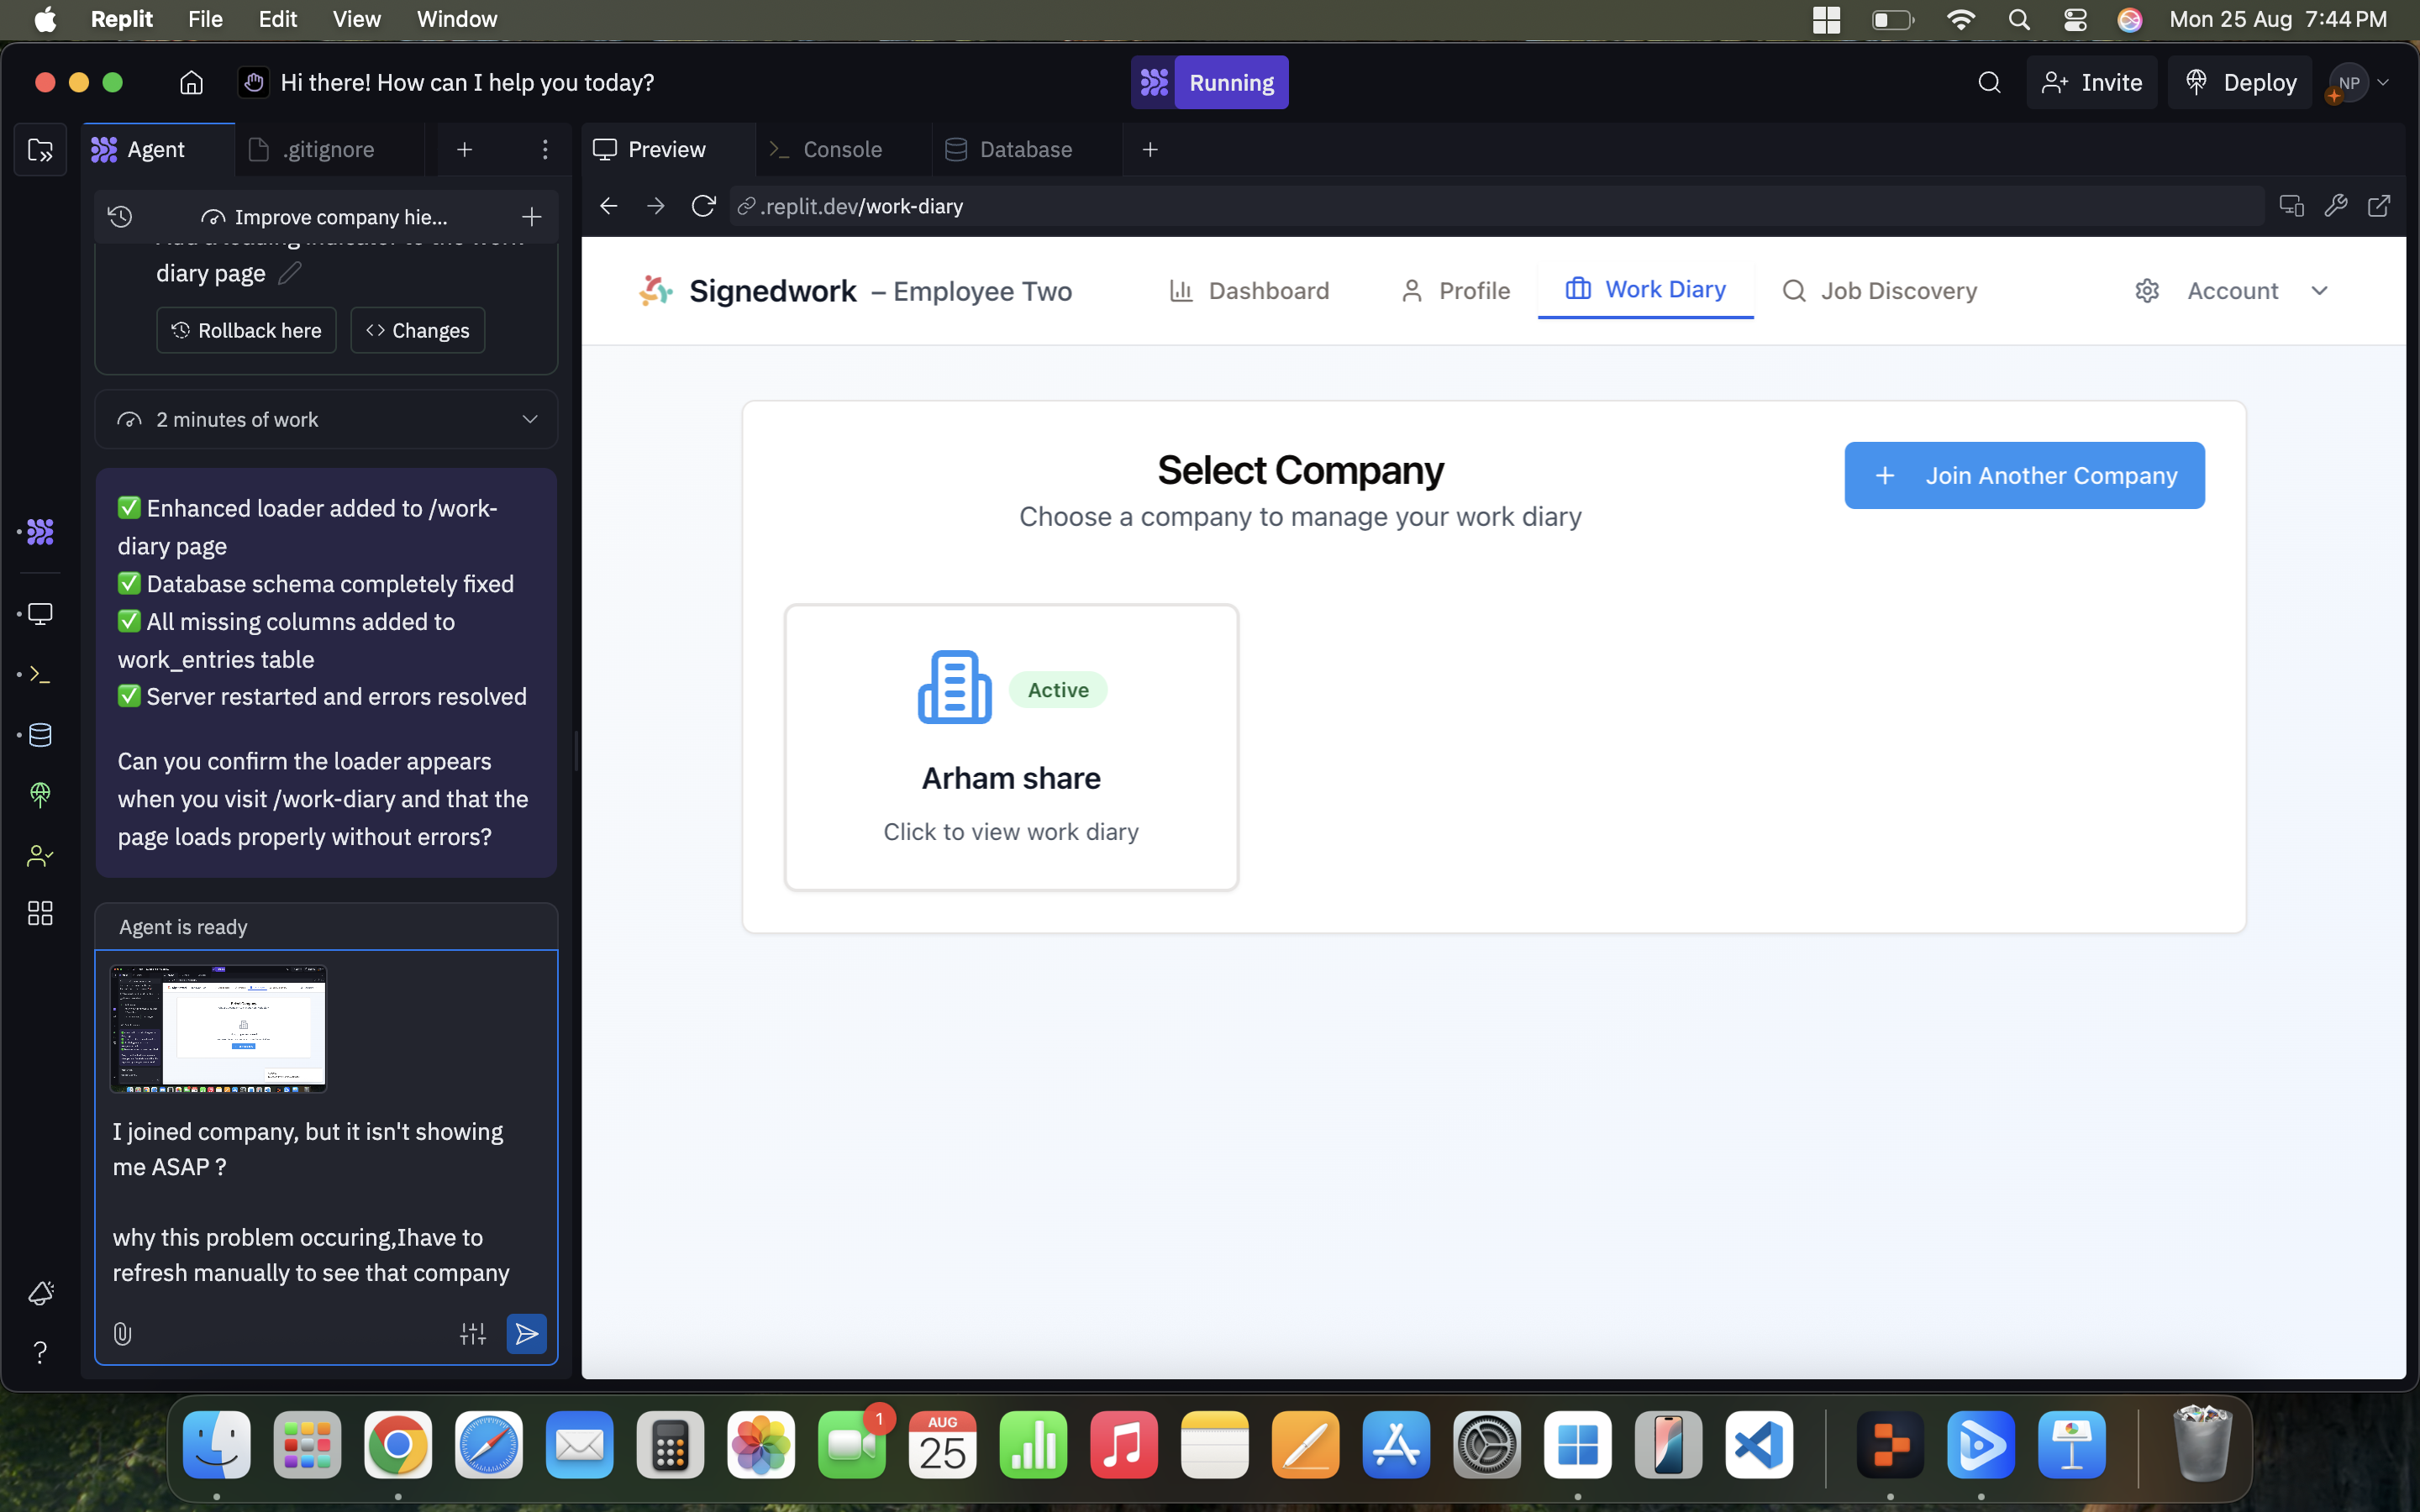 Replit File Edit View Window
Mon 25 Aug 7:44 PM
Hi there! How can I help you today?
Running
Invite
Deploy
NP
Agent
.gitignore
Preview
Console
Database
Improve company hie...
.replit.dev/work-diary
diary page
Rollback here
Changes
2 minutes of work
✅ Enhanced loader added to /work-
diary page
✅ Database schema completely fixed
✅ All missing columns added to
work_entries table
✅ Server restarted and errors resolved
Can you confirm the loader appears
when you visit /work-diary and that the
page loads properly without errors?
Agent is ready
I joined company, but it isn't showing
me ASAP ?
why this problem occuring,Ihave to
refresh manually to see that company
Signedwork – Employee Two
Dashboard
Profile
Work Diary
Job Discovery
Account
Select Company
Choose a company to manage your work diary
+ Join Another Company
Active
Arham share
Click to view work diary
1
AUG
25